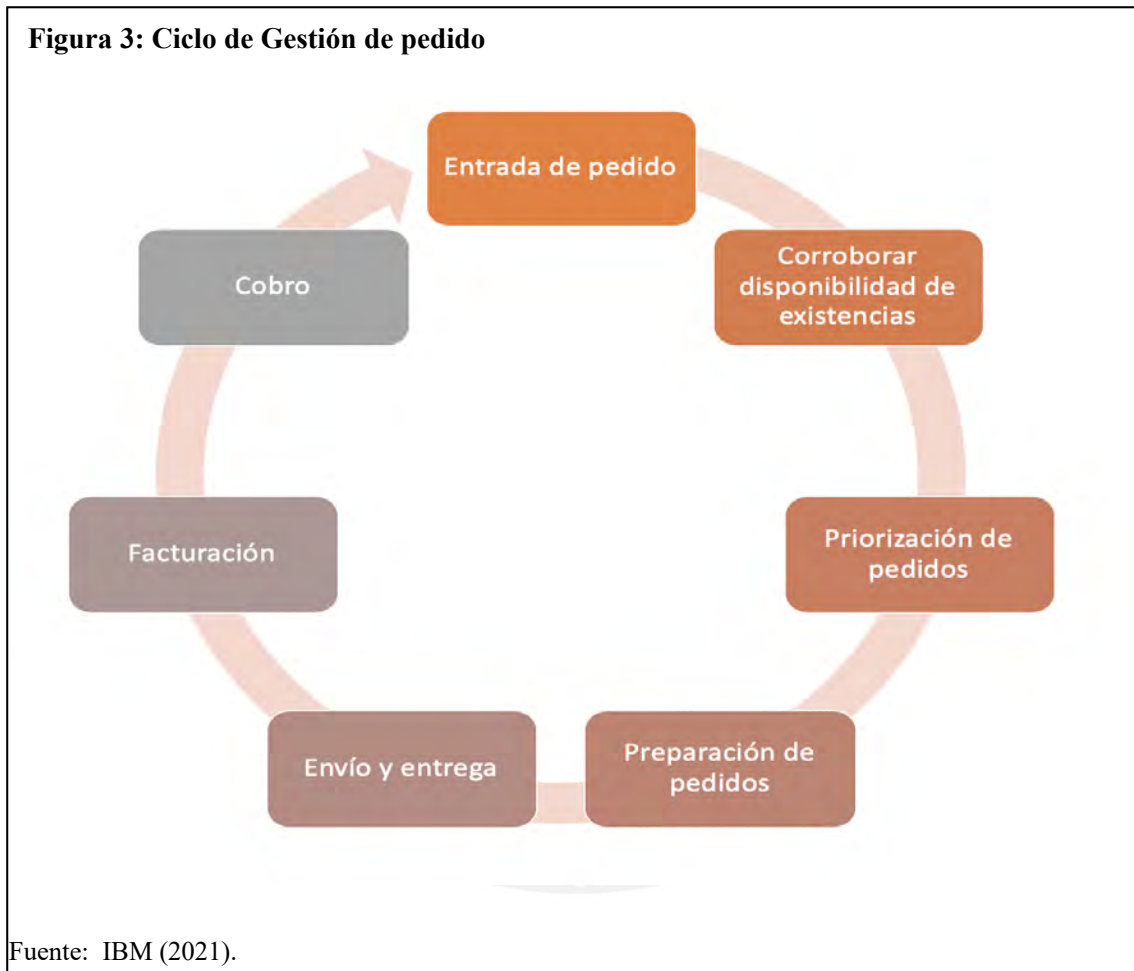 Figura 3: Ciclo de Gestión de pedido
Entrada de pedido
Corroborar
disponibilidad de
existencias
Priorización de
pedidos
Preparación de
pedidos
Envío y entrega
Facturación
Cobro
Fuente: IBM (2021).